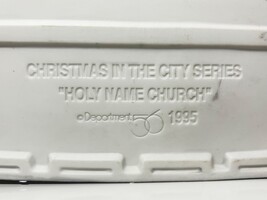 CHRISTMAS IN THE CITY SERIES
"HOLY NAME CHURCH"
©Department 56 1995